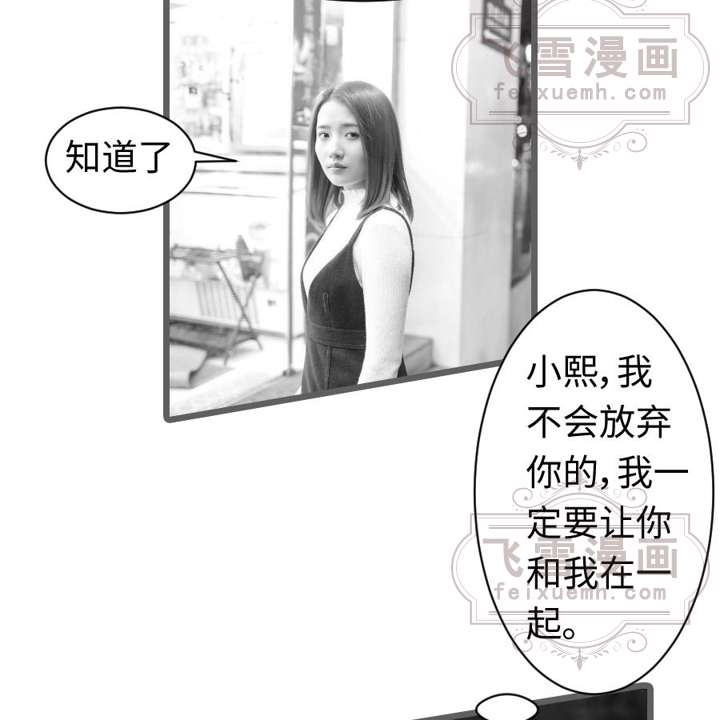 飞雪漫画
feixuemh.com
知道了
小熙，我
不会放弃
你的，我一
定要让你
和我在一
起。
飞雪漫画
feixuemh.com